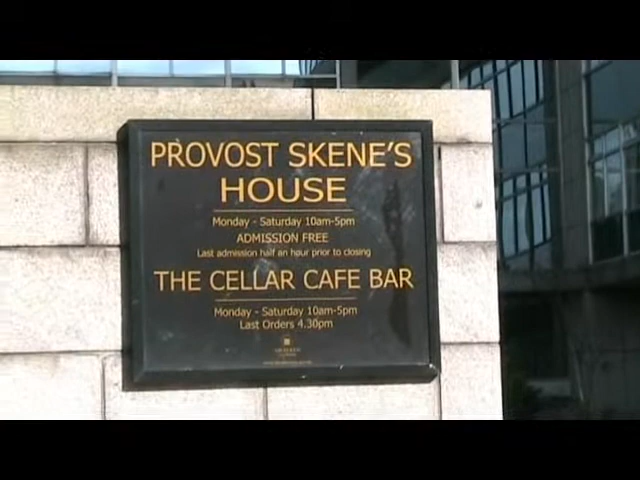 PROVOST SKENE'S
HOUSE
Monday - Saturday 10am-5pm
ADMISSION FREE
Last admission half an hour prior to closing
THE CELLAR CAFE BAR
Monday - Saturday 10am-5pm
Last Orders 4.30pm